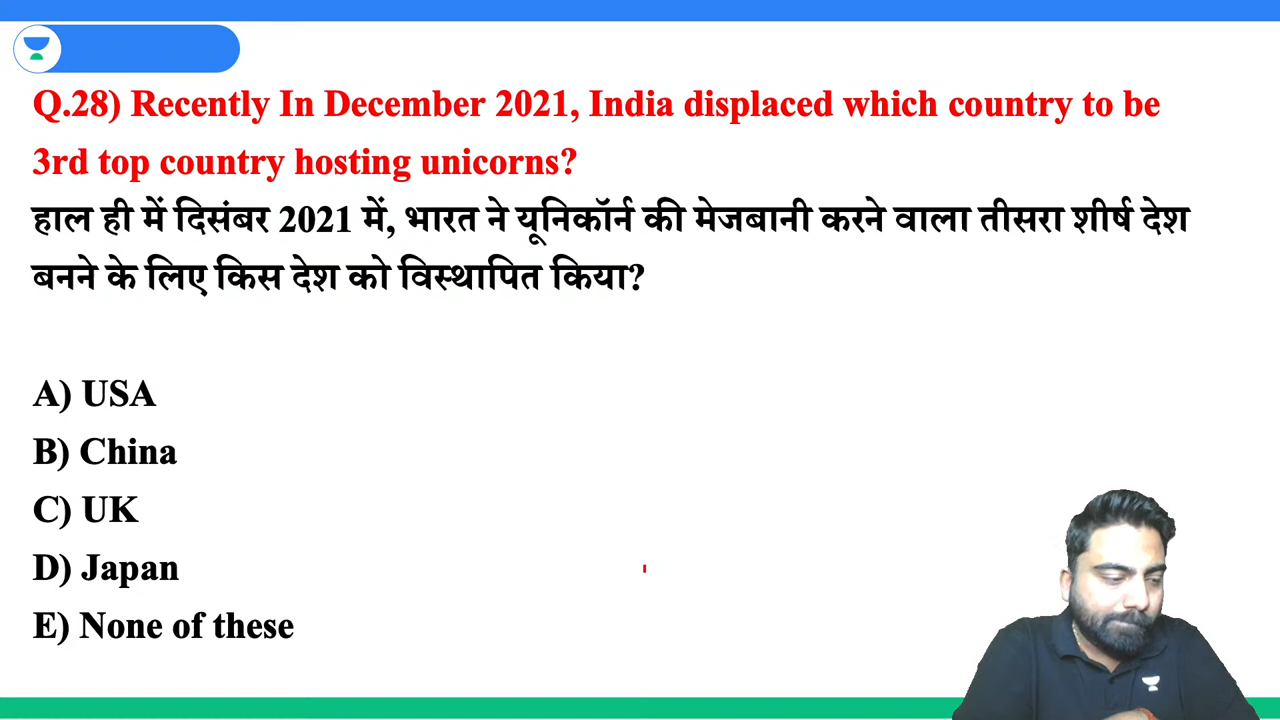 Q.28) Recently In December 2021, India displaced which country to be
3rd top country hosting unicorns?
हाल ही में दिसंबर 2021 में, भारत ने यूनिकॉर्न की मेजबानी करने वाला तीसरा शीर्ष देश
बनने के लिए किस देश को विस्थापित किया?
A) USA
B) China
C) UK
D) Japan
E) None of these